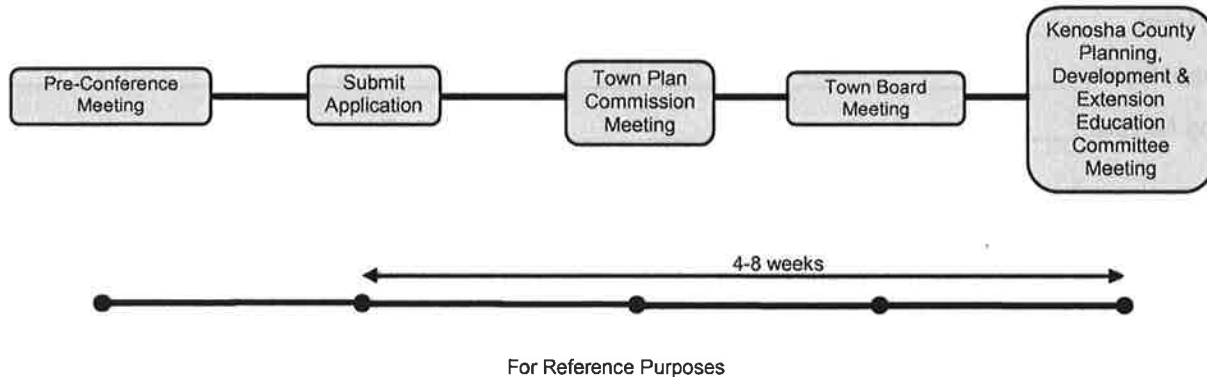 Pre-Conference
Meeting
Submit
Application
Town Plan
Commission
Meeting
Town Board
Meeting
Kenosha County
Planning,
Development &
Extension
Education
Committee
Meeting
4-8 weeks
For Reference Purposes